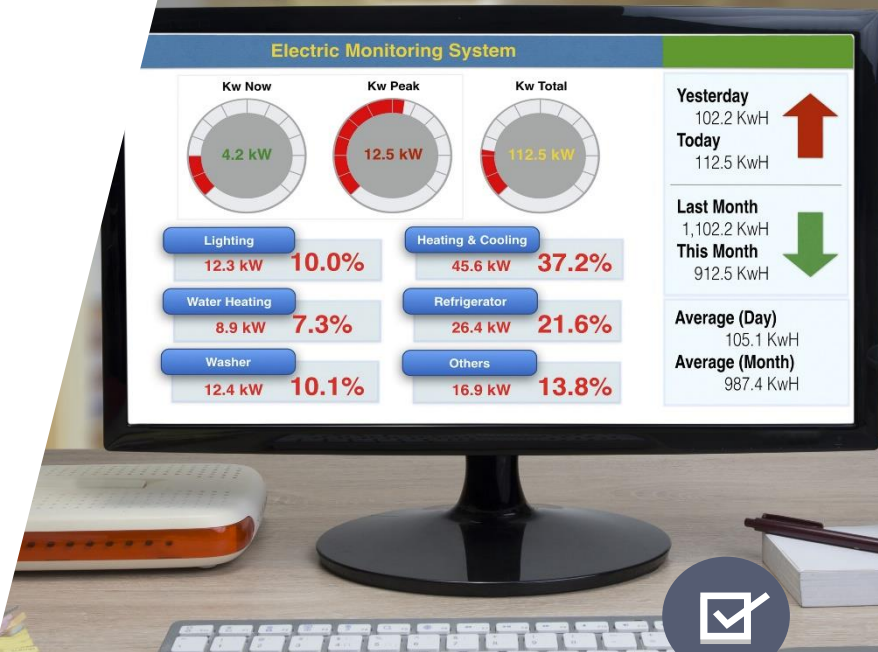 Electric Monitoring System
Kw Now
Kw Peak
Kw Total
4.2 kW
12.5 kW
112.5 kW
Lighting
12.3 kW 10.0%
Heating & Cooling
45.6 kW 37.2%
Water Heating
8.9 kW 7.3%
Refrigerator
26.4 kW 21.6%
Washer
12.4 kW 10.1%
Others
16.9 kW 13.8%
Yesterday
102.2 KwH
Today
112.5 KwH
Last Month
1,102.2 KwH
This Month
912.5 KwH
Average (Day)
105.1 KwH
Average (Month)
987.4 KwH